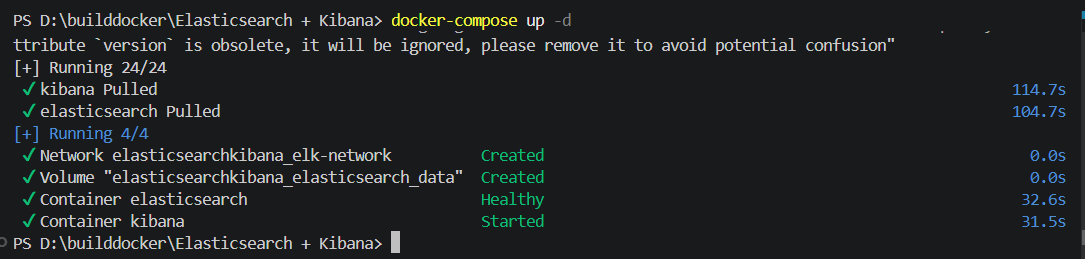 PS D:\builddocker\Elasticsearch + Kibana> docker-compose up -d
ttribute `version` is obsolete, it will be ignored, please remove it to avoid potential confusion"
[+] Running 24/24
✓ kibana Pulled 114.7s
✓ elasticsearch Pulled 104.7s
[+] Running 4/4
✓ Network elasticsearchkibana_elk-network Created 0.0s
✓ Volume "elasticsearchkibana_elasticsearch_data" Created 0.0s
✓ Container elasticsearch Healthy 32.6s
✓ Container kibana Started 31.5s
PS D:\builddocker\Elasticsearch + Kibana>